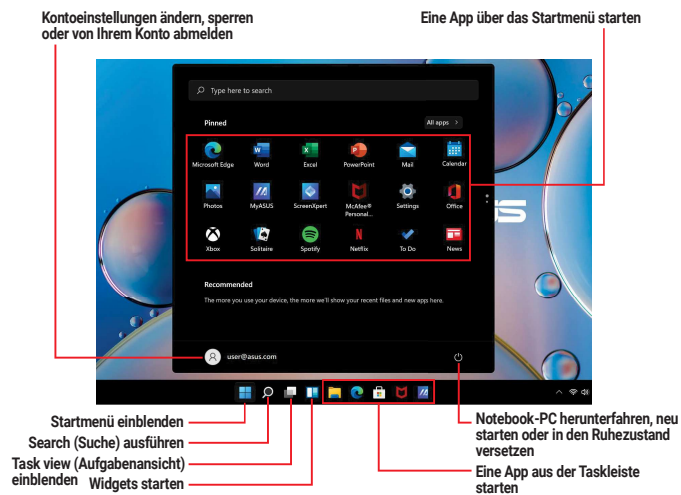 Kontoeinstellungen ändern, sperren
oder von Ihrem Konto abmelden
Eine App über das Startmenü starten
Type here to search
Pinned
All apps >
Microsoft Edge
Word
Excel
PowerPoint
Mail
Calendar
Photos
MyASUS
ScreenXpert
McAfee®
Personal...
Settings
Office
Xbox
Solitaire
Spotify
Netflix
To Do
News
Recommended
The more you use your device, the more we'll show your recent files and new apps here.
user@asus.com
Startmenü einblenden
Search (Suche) ausführen
Task view (Aufgabenansicht)
einblenden
Widgets starten
Notebook-PC herunterfahren, neu
starten oder in den Ruhezustand
versetzen
Eine App aus der Taskleiste
starten